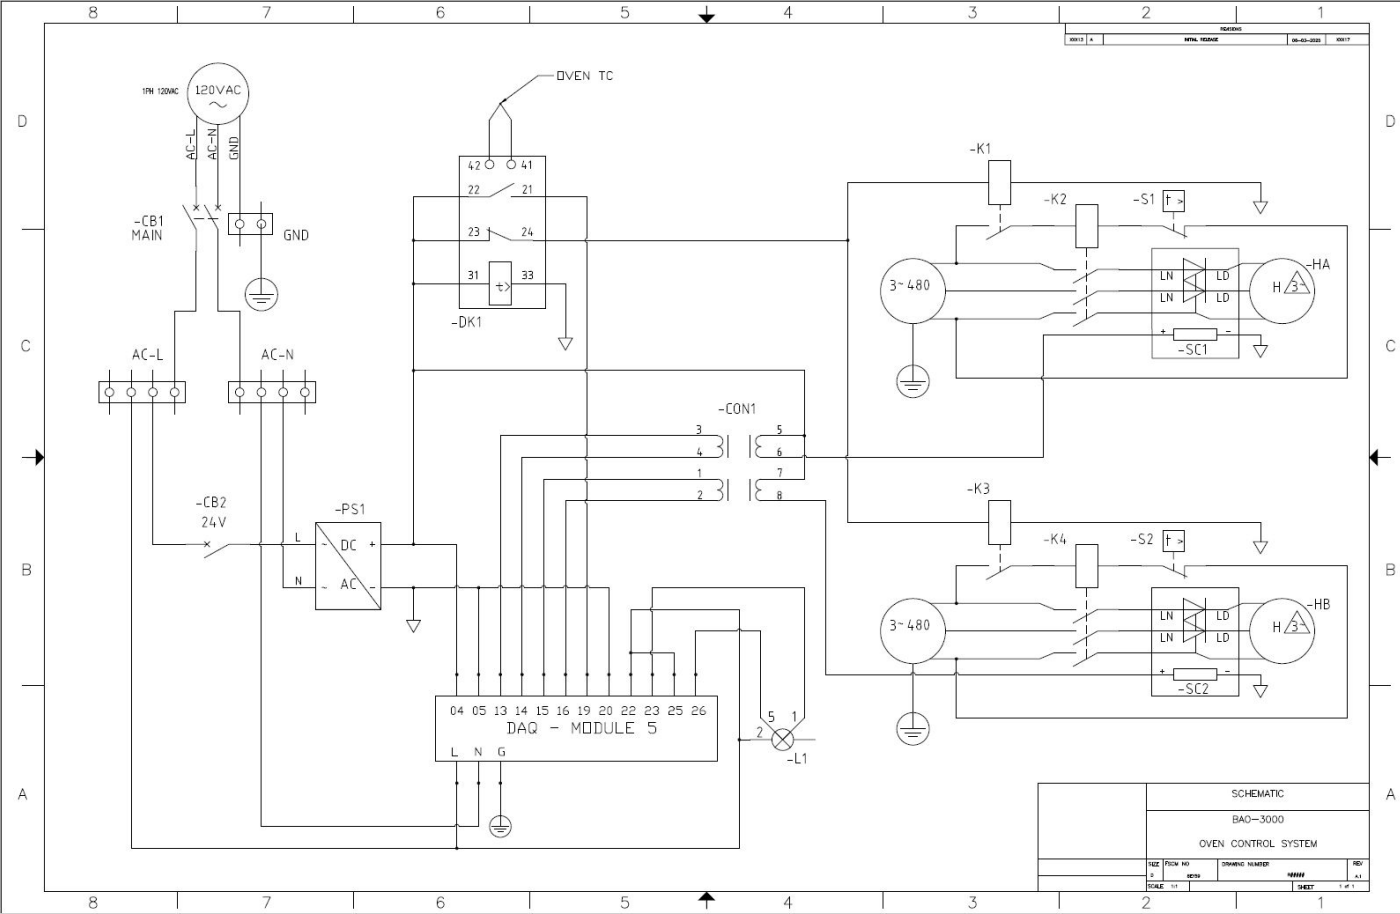 8 7 6 5 4 3 2 1
REVISIONS
A INITIAL RELEASE
OVEN TC
1PH 120VAC
120VAC
D D
AC-L
AC-N
GND
-K1
42 41
22 21
-K2 -S1
t >
-CB1
MAIN
GND
23 24
-HA
31 33
t>
LN LD
3~480
H 3~
LN LD
-DK1
+ -
-SC1
C C
AC-L AC-N
-CON1
3 5
4 6
1 7
2 8
-K3
-CB2
24V
-PS1
-K4 -S2
t >
L ~ DC +
B B
N ~ AC -
-HB
LN LD
3~480
H 3~
LN LD
+ -
-SC2
04 05 13 14 15 16 19 20 22 23 25 26
DAQ - MODULE 5
5 1
2
-L1
L N G
A A
SCHEMATIC
BAO-3000
OVEN CONTROL SYSTEM
SIZE FSCM NO DRAWING NUMBER REV
D ###### A.1
SCALE 1:1 SHEET 1 of 1
8 7 6 5 4 3 2 1